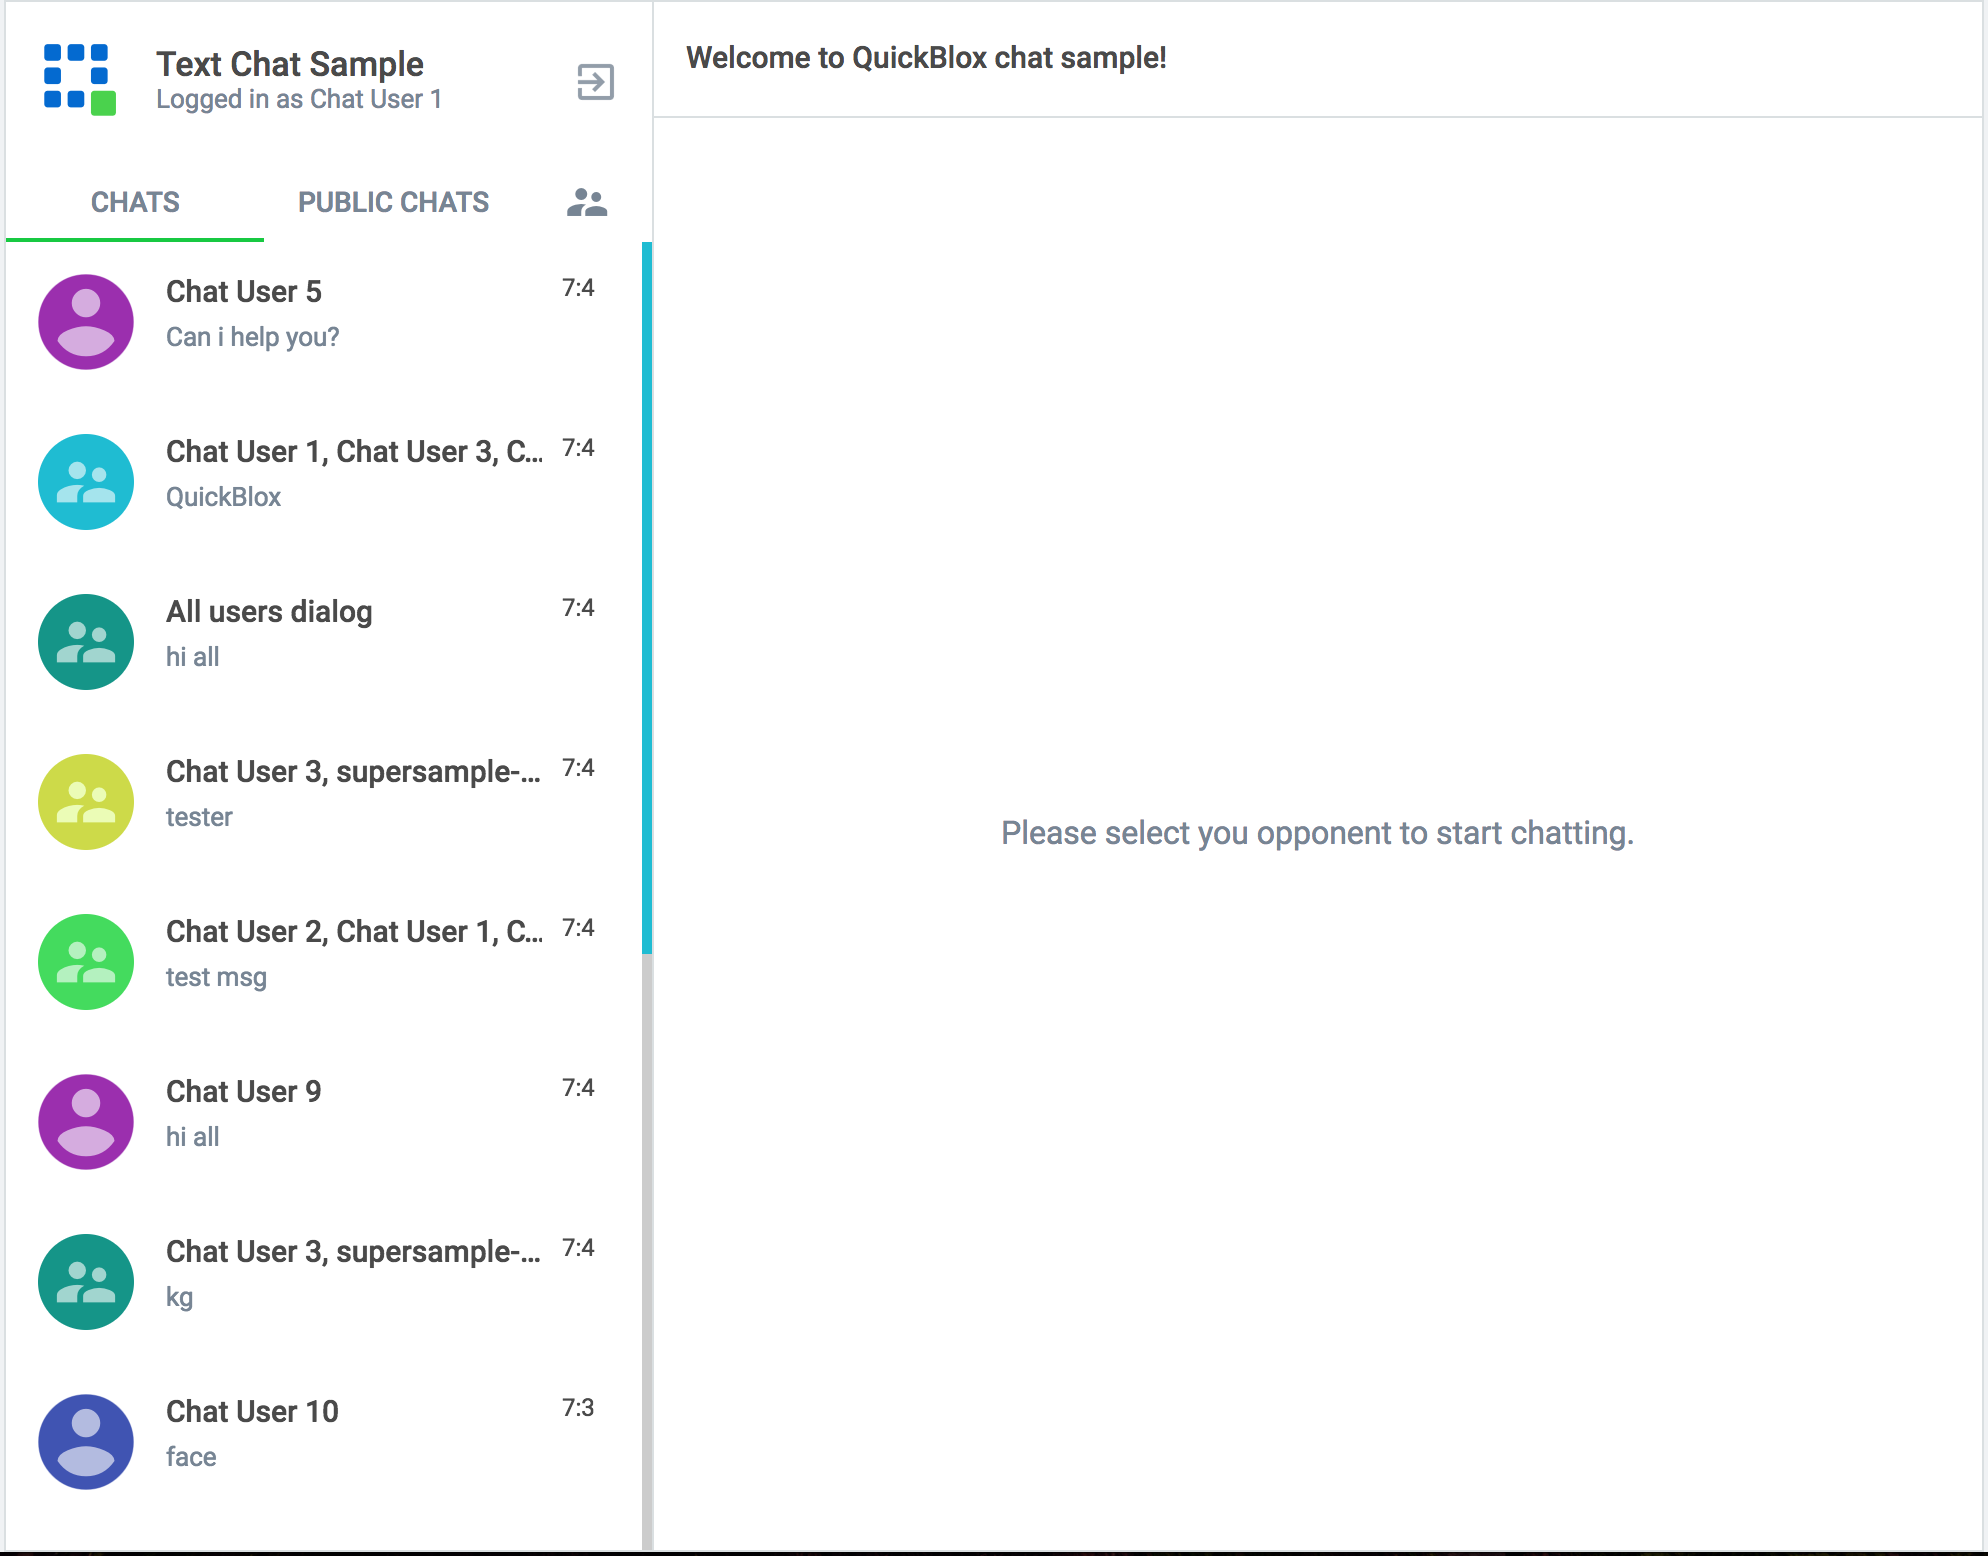 Text Chat Sample
Logged in as Chat User 1
CHATS PUBLIC CHATS
Chat User 5 7:4
Can i help you?
Chat User 1, Chat User 3, C... 7:4
QuickBlox
All users dialog 7:4
hi all
Chat User 3, supersample-... 7:4
tester
Chat User 2, Chat User 1, C... 7:4
test msg
Chat User 9 7:4
hi all
Chat User 3, supersample-... 7:4
kg
Chat User 10 7:3
face
Welcome to QuickBlox chat sample!
Please select you opponent to start chatting.